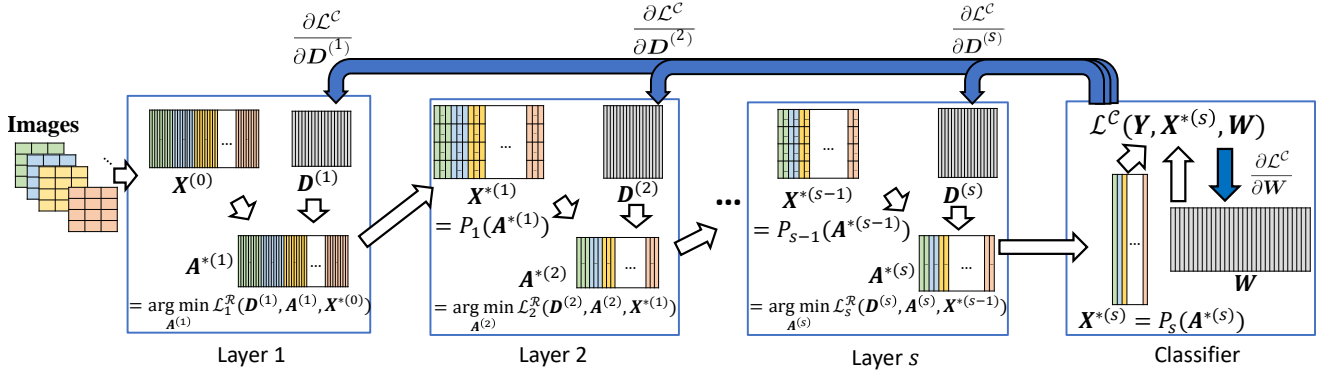 ∂ℒ^𝒞 / ∂D^(1)
∂ℒ^𝒞 / ∂D^(2)
∂ℒ^𝒞 / ∂D^(s)
Images
...
X^(0)
D^(1)
A^*(1)
= arg min_{A^(1)} ℒ_1^ℛ(D^(1), A^(1), X^*(0))
Layer 1
X^*(1)
= P_1(A^*(1))
D^(2)
A^*(2)
= arg min_{A^(2)} ℒ_2^ℛ(D^(2), A^(2), X^*(1))
Layer 2
...
X^*(s−1)
= P_{s−1}(A^*(s−1))
D^(s)
A^*(s)
= arg min_{A^(s)} ℒ_s^ℛ(D^(s), A^(s), X^*(s−1))
Layer s
ℒ^𝒞(Y, X^*(s), W)
∂ℒ^𝒞 / ∂W
W
X^*(s) = P_s(A^*(s))
Classifier